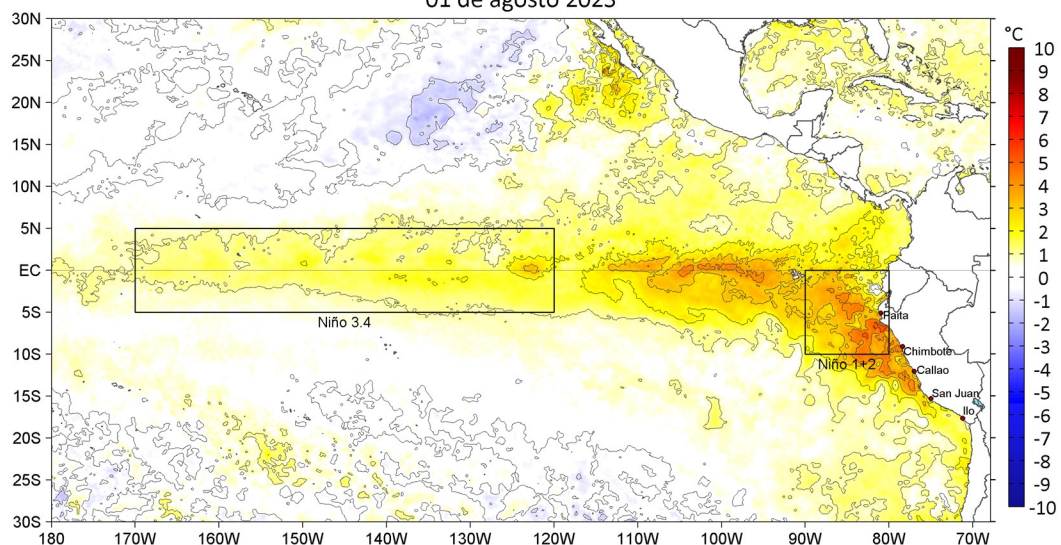 01 de agosto 2023
°C
30N
25N
20N
15N
10N
5N
EC
5S
10S
15S
20S
25S
30S
180
170W
160W
150W
140W
130W
120W
110W
100W
90W
80W
70W
Niño 3.4
Niño 1+2
Paita
Chimbote
Callao
San Juan
Ilo
10
9
8
7
6
5
4
3
2
1
0
-1
-2
-3
-4
-5
-6
-7
-8
-9
-10